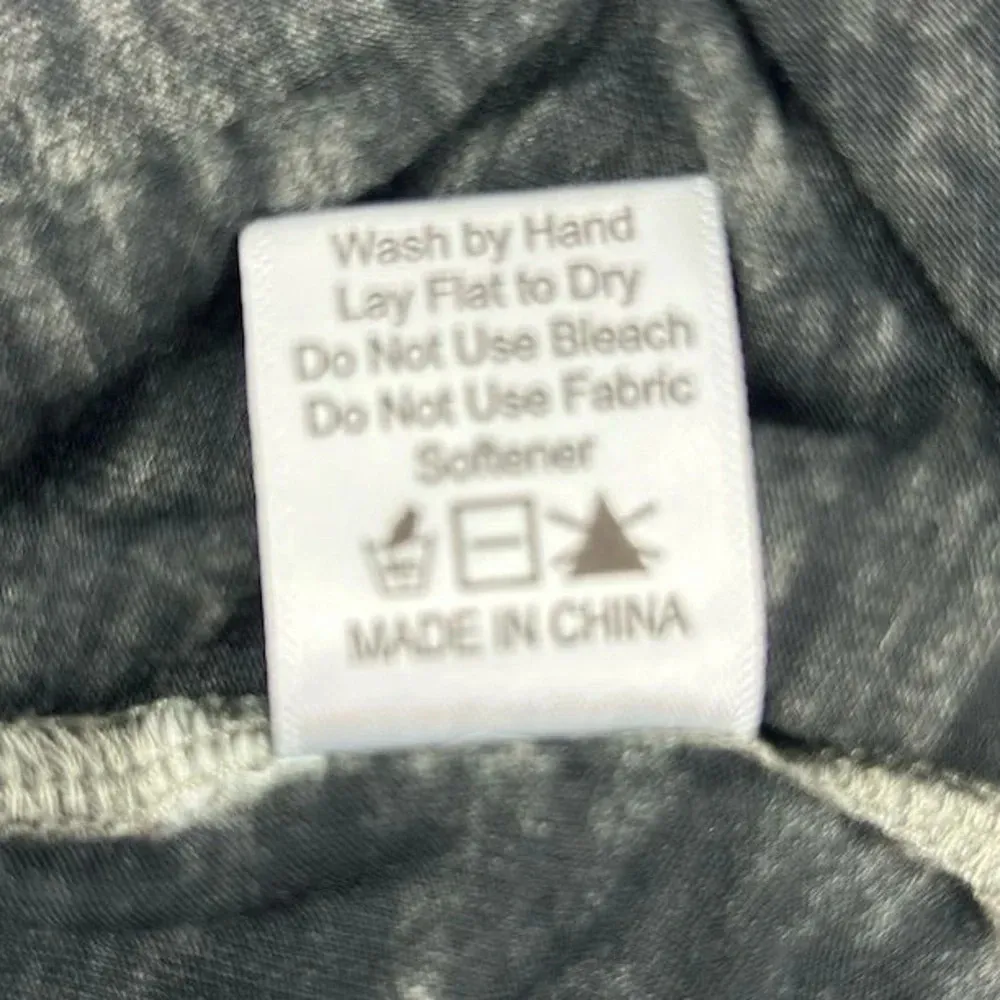 Wash by Hand
Lay Flat to Dry
Do Not Use Bleach
Do Not Use Fabric
Softener
MADE IN CHINA